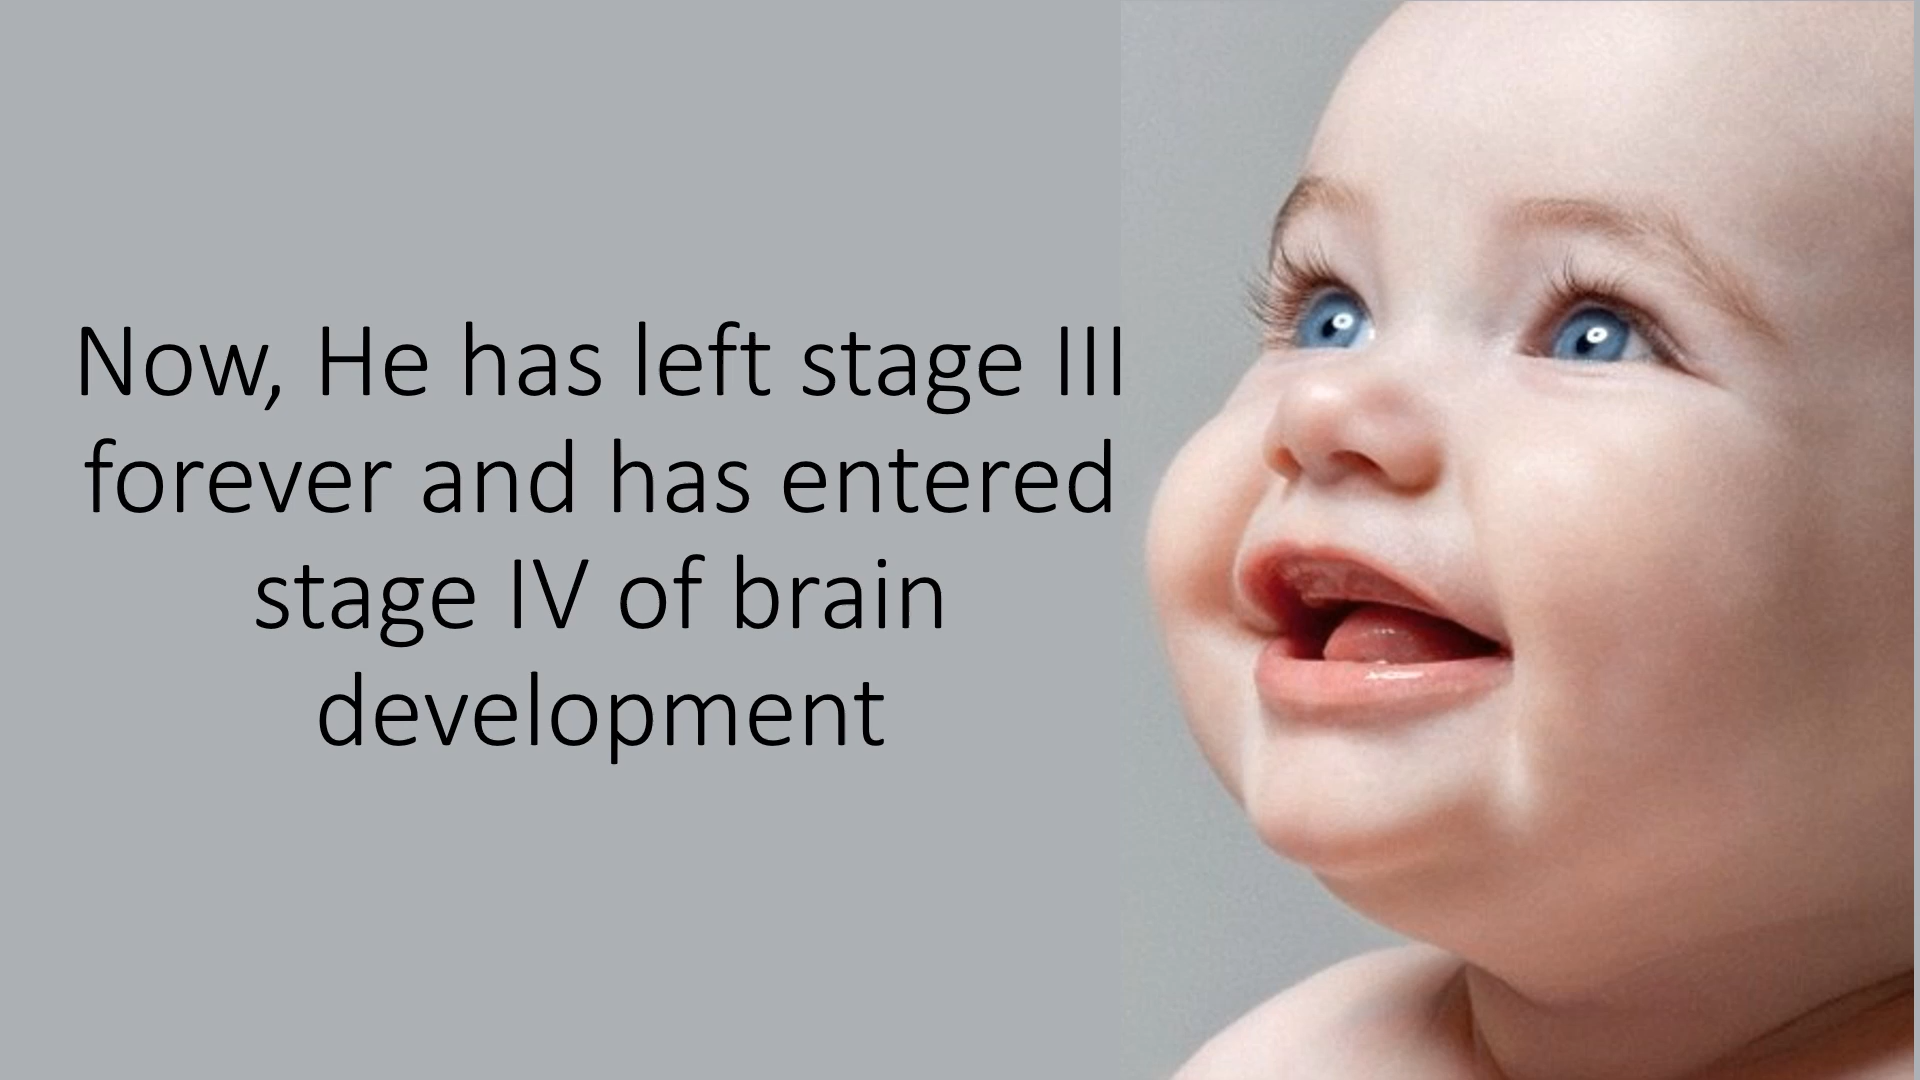 Now, He has left stage III
forever and has entered
stage IV of brain
development